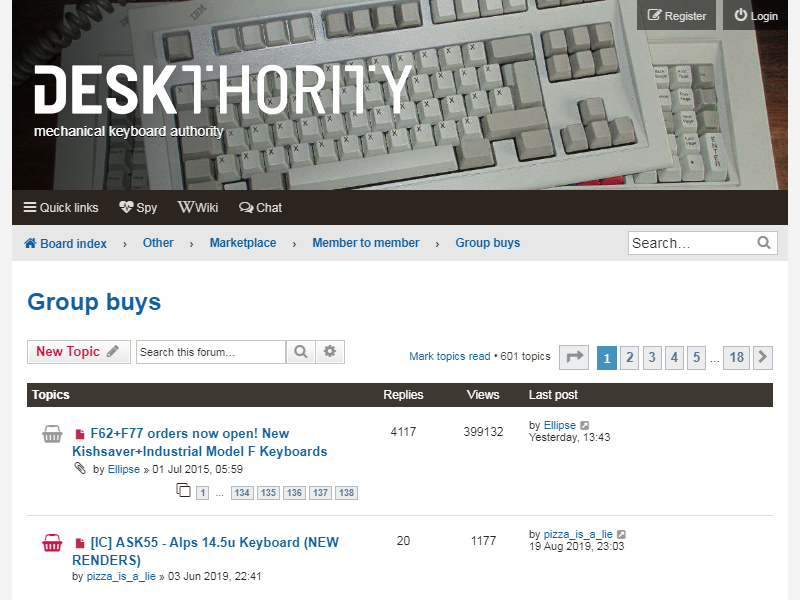 Register
Login
IBM
DESKTHORITY
mechanical keyboard authority
Quick links Spy Wiki Chat
Board index › Other › Marketplace › Member to member › Group buys
Search…
Group buys
New Topic
Search this forum…
Mark topics read • 601 topics
1 2 3 4 5 … 18
Topics Replies Views Last post
F62+F77 orders now open! New
Kishsaver+Industrial Model F Keyboards
by Ellipse » 01 Jul 2015, 05:59
1 … 134 135 136 137 138
4117
399132
by Ellipse
Yesterday, 13:43
[IC] ASK55 - Alps 14.5u Keyboard (NEW
RENDERS)
by pizza_is_a_lie » 03 Jun 2019, 22:41
20
1177
by pizza_is_a_lie
19 Aug 2019, 23:03